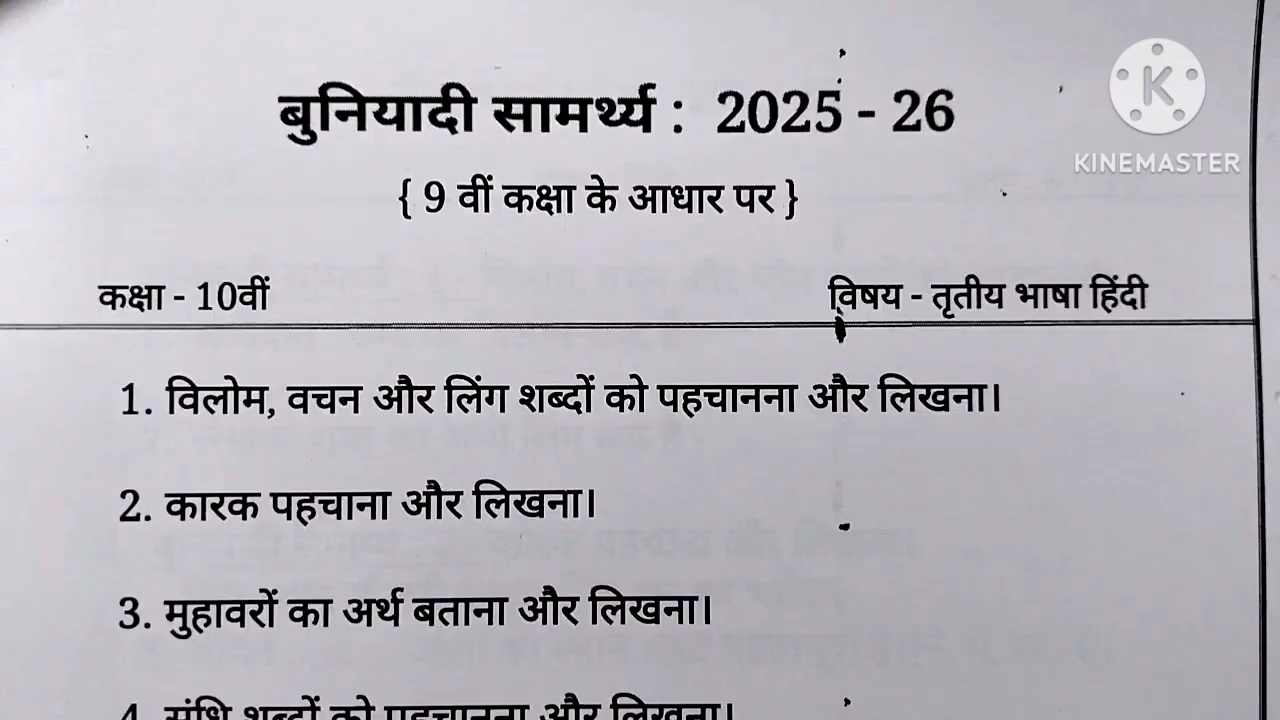 बुनियादी सामर्थ्य : 2025 - 26
K
KINEMASTER
{ 9 वीं कक्षा के आधार पर }
कक्षा - 10वीं
विषय - तृतीय भाषा हिंदी
1. विलोम, वचन और लिंग शब्दों को पहचानना और लिखना।
2. कारक पहचाना और लिखना।
3. मुहावरों का अर्थ बताना और लिखना।
4. संधि शब्दों को पहचानना और लिखना।